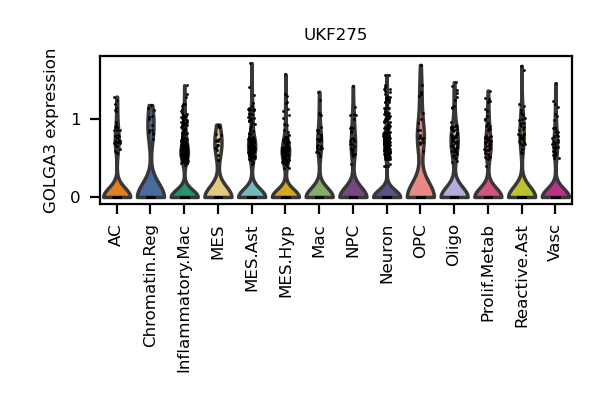 UKF275
GOLGA3 expression
1
0
AC
Chromatin.Reg
Inflammatory.Mac
MES
MES.Ast
MES.Hyp
Mac
NPC
Neuron
OPC
Oligo
Prolif.Metab
Reactive.Ast
Vasc